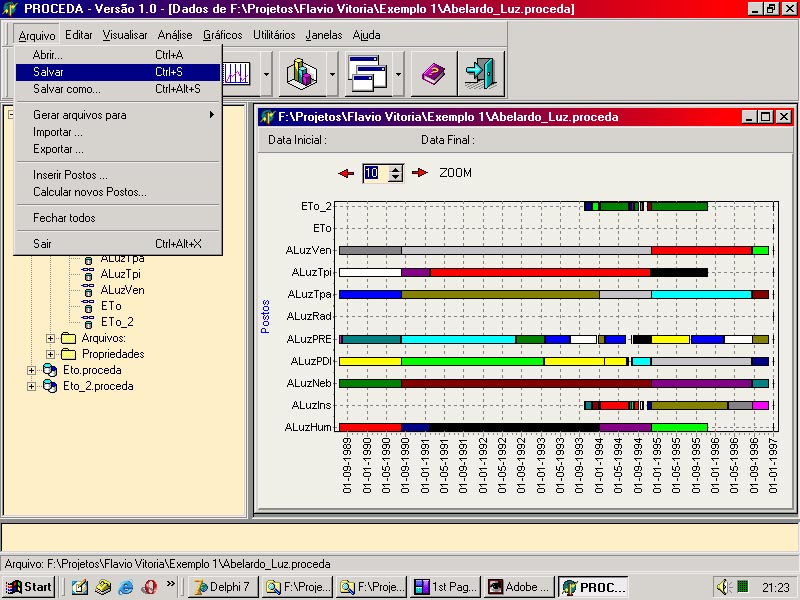 PROCEDA - Versão 1.0 - [Dados de F:\Projetos\Flavio Vitoria\Exemplo 1\Abelardo_Luz.proceda]
Arquivo Editar Visualisar Análise Gráficos Utilitários Janelas Ajuda
Abrir... Ctrl+A
Salvar Ctrl+S
Salvar como... Ctrl+Alt+S
Gerar arquivos para
Importar ...
Exportar ...
Inserir Postos ...
Calcular novos Postos...
Fechar todos
Sair Ctrl+Alt+X
ALuzTpa
ALuzTpi
ALuzVen
ETo
ETo_2
Arquivos:
Propriedades
Eto.proceda
Eto_2.proceda
F:\Projetos\Flavio Vitoria\Exemplo 1\Abelardo_Luz.proceda
Data Inicial : Data Final :
10 ZOOM
Postos
ETo_2
ETo
ALuzVen
ALuzTpi
ALuzTpa
ALuzRad
ALuzPRE
ALuzPDI
ALuzNeb
ALuzIns
ALuzHum
01-09-1989
01-01-1990
01-05-1990
01-09-1990
01-01-1991
01-05-1991
01-09-1991
01-01-1992
01-05-1992
01-09-1992
01-01-1993
01-05-1993
01-09-1993
01-01-1994
01-05-1994
01-09-1994
01-01-1995
01-05-1995
01-09-1995
01-01-1996
01-05-1996
01-09-1996
01-01-1997
Arquivo: F:\Projetos\Flavio Vitoria\Exemplo 1\Abelardo_Luz.proceda
Start » Delphi 7 F:\Proje... F:\Proje... 1st Pag... Adobe ... PROC... 21:23